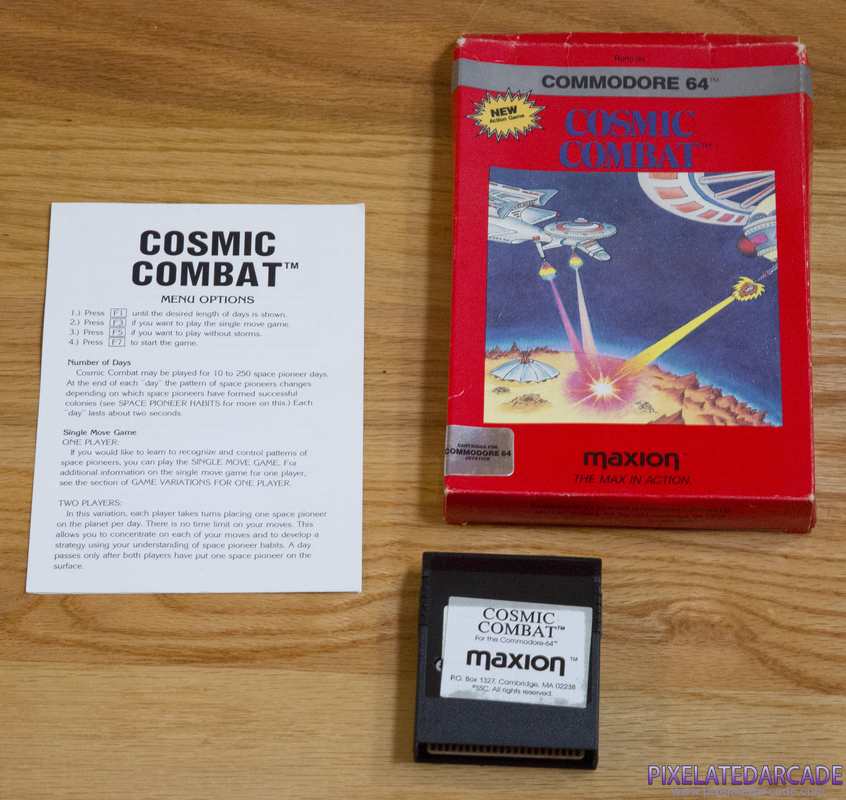 COSMIC
COMBAT™
MENU OPTIONS
1.) Press F1 until the desired length of days is shown.
2.) Press F3 if you want to play the single move game.
3.) Press F5 if you want to play without storms.
4.) Press F7 to start the game.
Number of Days
Cosmic Combat may be played for 10 to 250 space pioneer days.
At the end of each "day" the pattern of space pioneers changes
depending on which space pioneers have formed successful
colonies (see SPACE PIONEER HABITS for more on this.) Each
"day" lasts about two seconds.
Single Move Game
ONE PLAYER:
If you would like to learn to recognize and control patterns of
space pioneers, you can play the SINGLE MOVE GAME. For
additional information on the single move game for one player,
see the section of GAME VARIATIONS FOR ONE PLAYER.
TWO PLAYERS:
In this variation, each player takes turns placing one space pioneer
on the planet per day. There is no time limit on your moves. This
allows you to concentrate on each of your moves and to develop a
strategy using your understanding of space pioneer habits. A day
passes only after both players have put one space pioneer on the
surface.
Runs on
COMMODORE 64™
NEW
Action Game
COSMIC
COMBAT™
CARTRIDGE FOR
COMMODORE 64
JOYSTICK
maxion™
THE MAX IN ACTION.
COSMIC
COMBAT™
For the Commodore-64™
maxion™
P.O. Box 1327, Cambridge, MA 02238
©SSC. All rights reserved.
PIXELATEDARCADE
www.pixelatedarcade.com